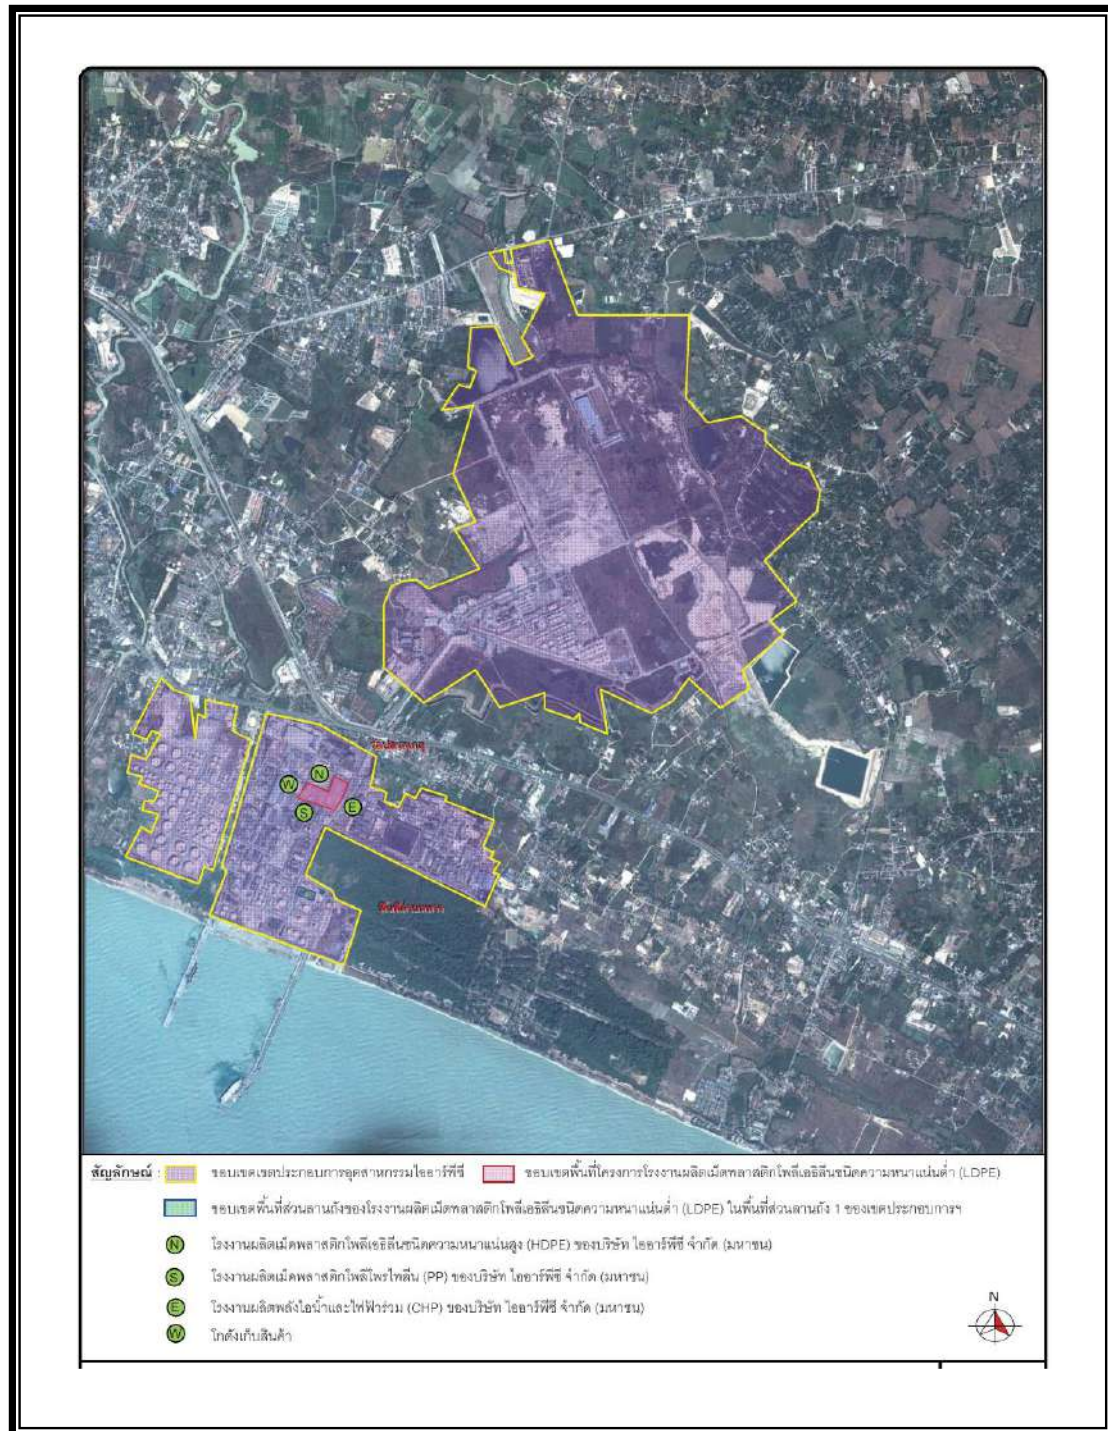 วัดปลวกเกตุ
N
W
E
S
สัญลักษณ์ : ขอบเขตเขตประกอบการอุตสาหกรรมไออาร์พีซี ขอบเขตพื้นที่โครงการโรงงานผลิตเม็ดพลาสติกโพลีเอธิลีนชนิดความหนาแน่นต่ำ (LDPE)
ขอบเขตพื้นที่ส่วนลานถังของโรงงานผลิตเม็ดพลาสติกโพลีเอธิลีนชนิดความหนาแน่นต่ำ (LDPE) ในพื้นที่ส่วนลานถัง 1 ของเขตประกอบการฯ
N โรงงานผลิตเม็ดพลาสติกโพลีเอธิลีนชนิดความหนาแน่นสูง (HDPE) ของบริษัท ไออาร์พีซี จำกัด (มหาชน)
S โรงงานผลิตเม็ดพลาสติกโพลีโพรไพลีน (PP) ของบริษัท ไออาร์พีซี จำกัด (มหาชน)
E โรงงานผลิตพลังไอน้ำและไฟฟ้าร่วม (CHP) ของบริษัท ไออาร์พีซี จำกัด (มหาชน)
W โกดังเก็บสินค้า
N